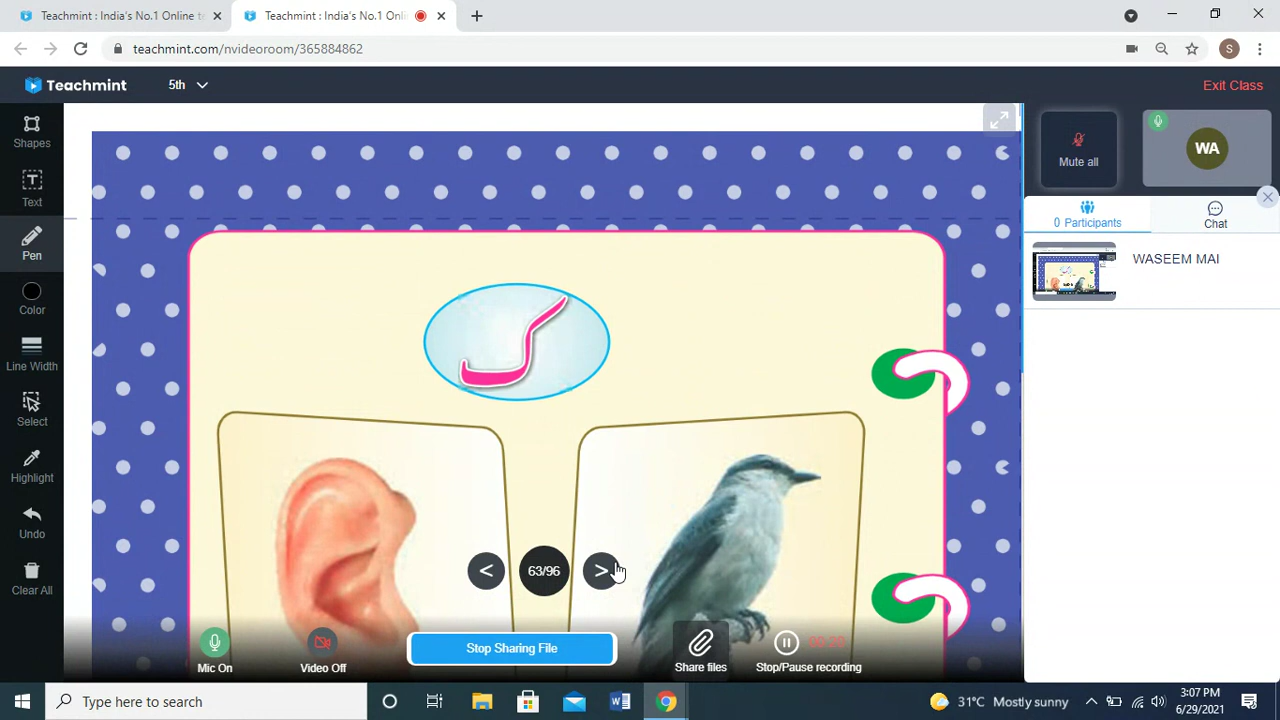 Teachmint : India's No.1 Online t
Teachmint : India's No.1 Onli
teachmint.com/nvideoroom/365884862
S
Teachmint
5th
Exit Class
Shapes
Text
Pen
Color
Line Width
Select
Highlight
Undo
Clear All
Mute all
WA
0 Participants
Chat
WASEEM MAI
ک
<
63/96
>
Mic On
Video Off
Stop Sharing File
Share files
Stop/Pause recording
Type here to search
31°C Mostly sunny
3:07 PM
6/29/2021